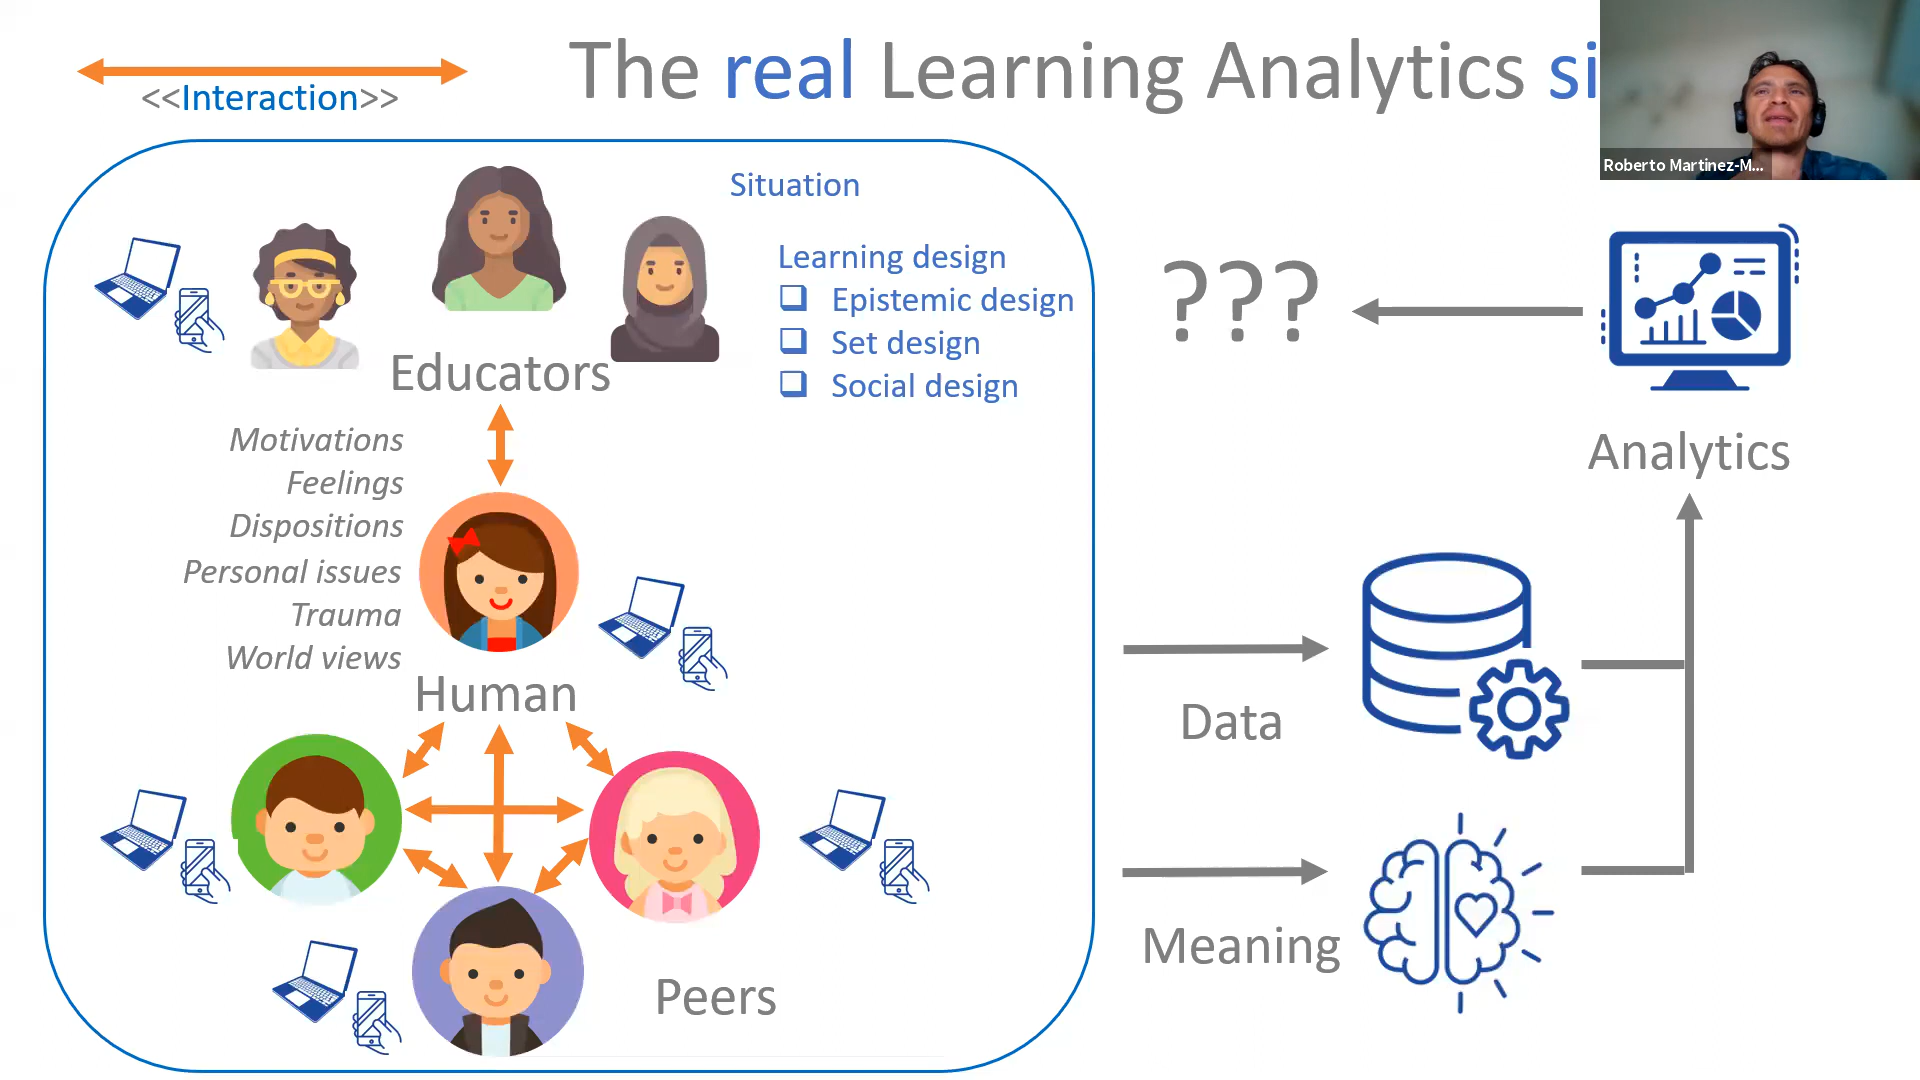 The real Learning Analytics si
<<Interaction>>
Roberto Martinez-M...
Situation
Learning design
❑ Epistemic design
❑ Set design
❑ Social design
???
Educators
Analytics
Motivations
Feelings
Dispositions
Personal issues
Trauma
World views
Human
Data
Meaning
Peers